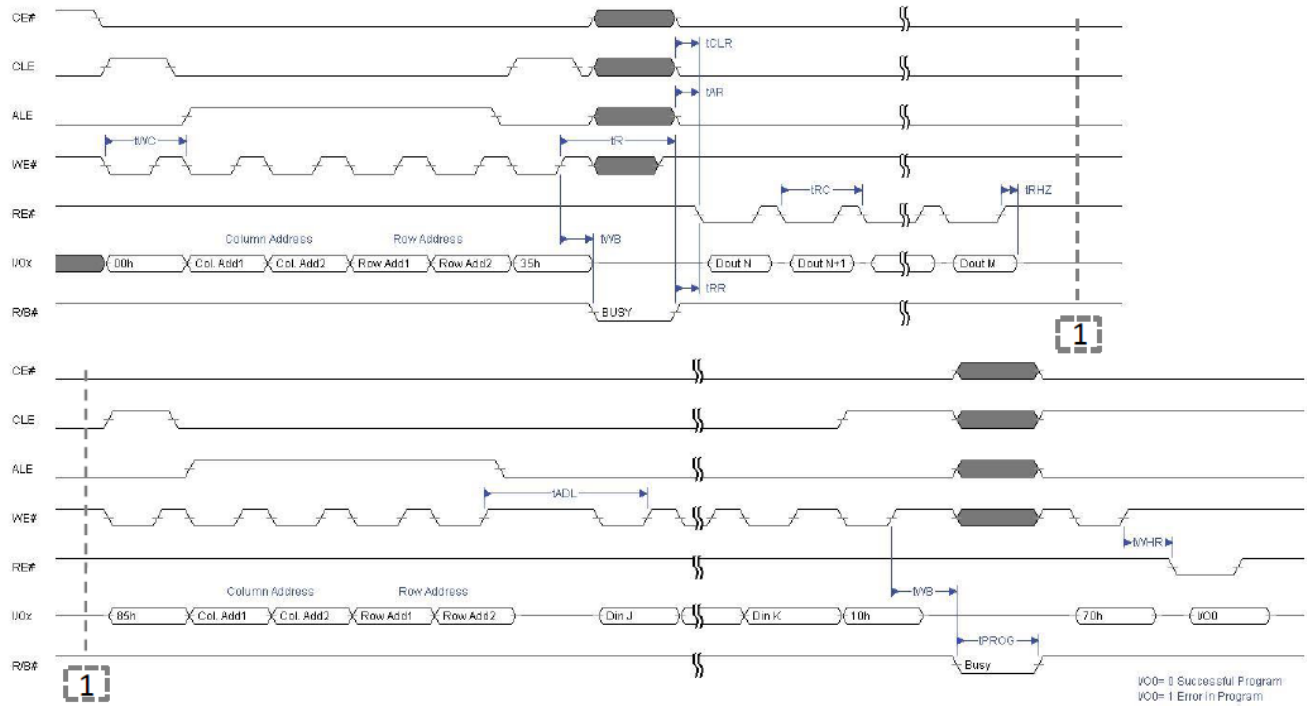 CE#
tCLR
CLE
tAR
ALE
tWC
tR
WE#
tRC
tRHZ
RE#
Column Address Row Address
tWB
I/Ox 00h Col. Add1 Col. Add2 Row Add1 Row Add2 35h Dout N Dout N+1 Dout M
tRR
R/B# BUSY
1
CE#
CLE
ALE
tADL
WE#
tWHR
RE#
Column Address Row Address
tWB
I/Ox 85h Col. Add1 Col. Add2 Row Add1 Row Add2 Din J Din K 10h 70h I/O0
tPROG
R/B# Busy
1
I/O0= 0 Successful Program
I/O0= 1 Error in Program